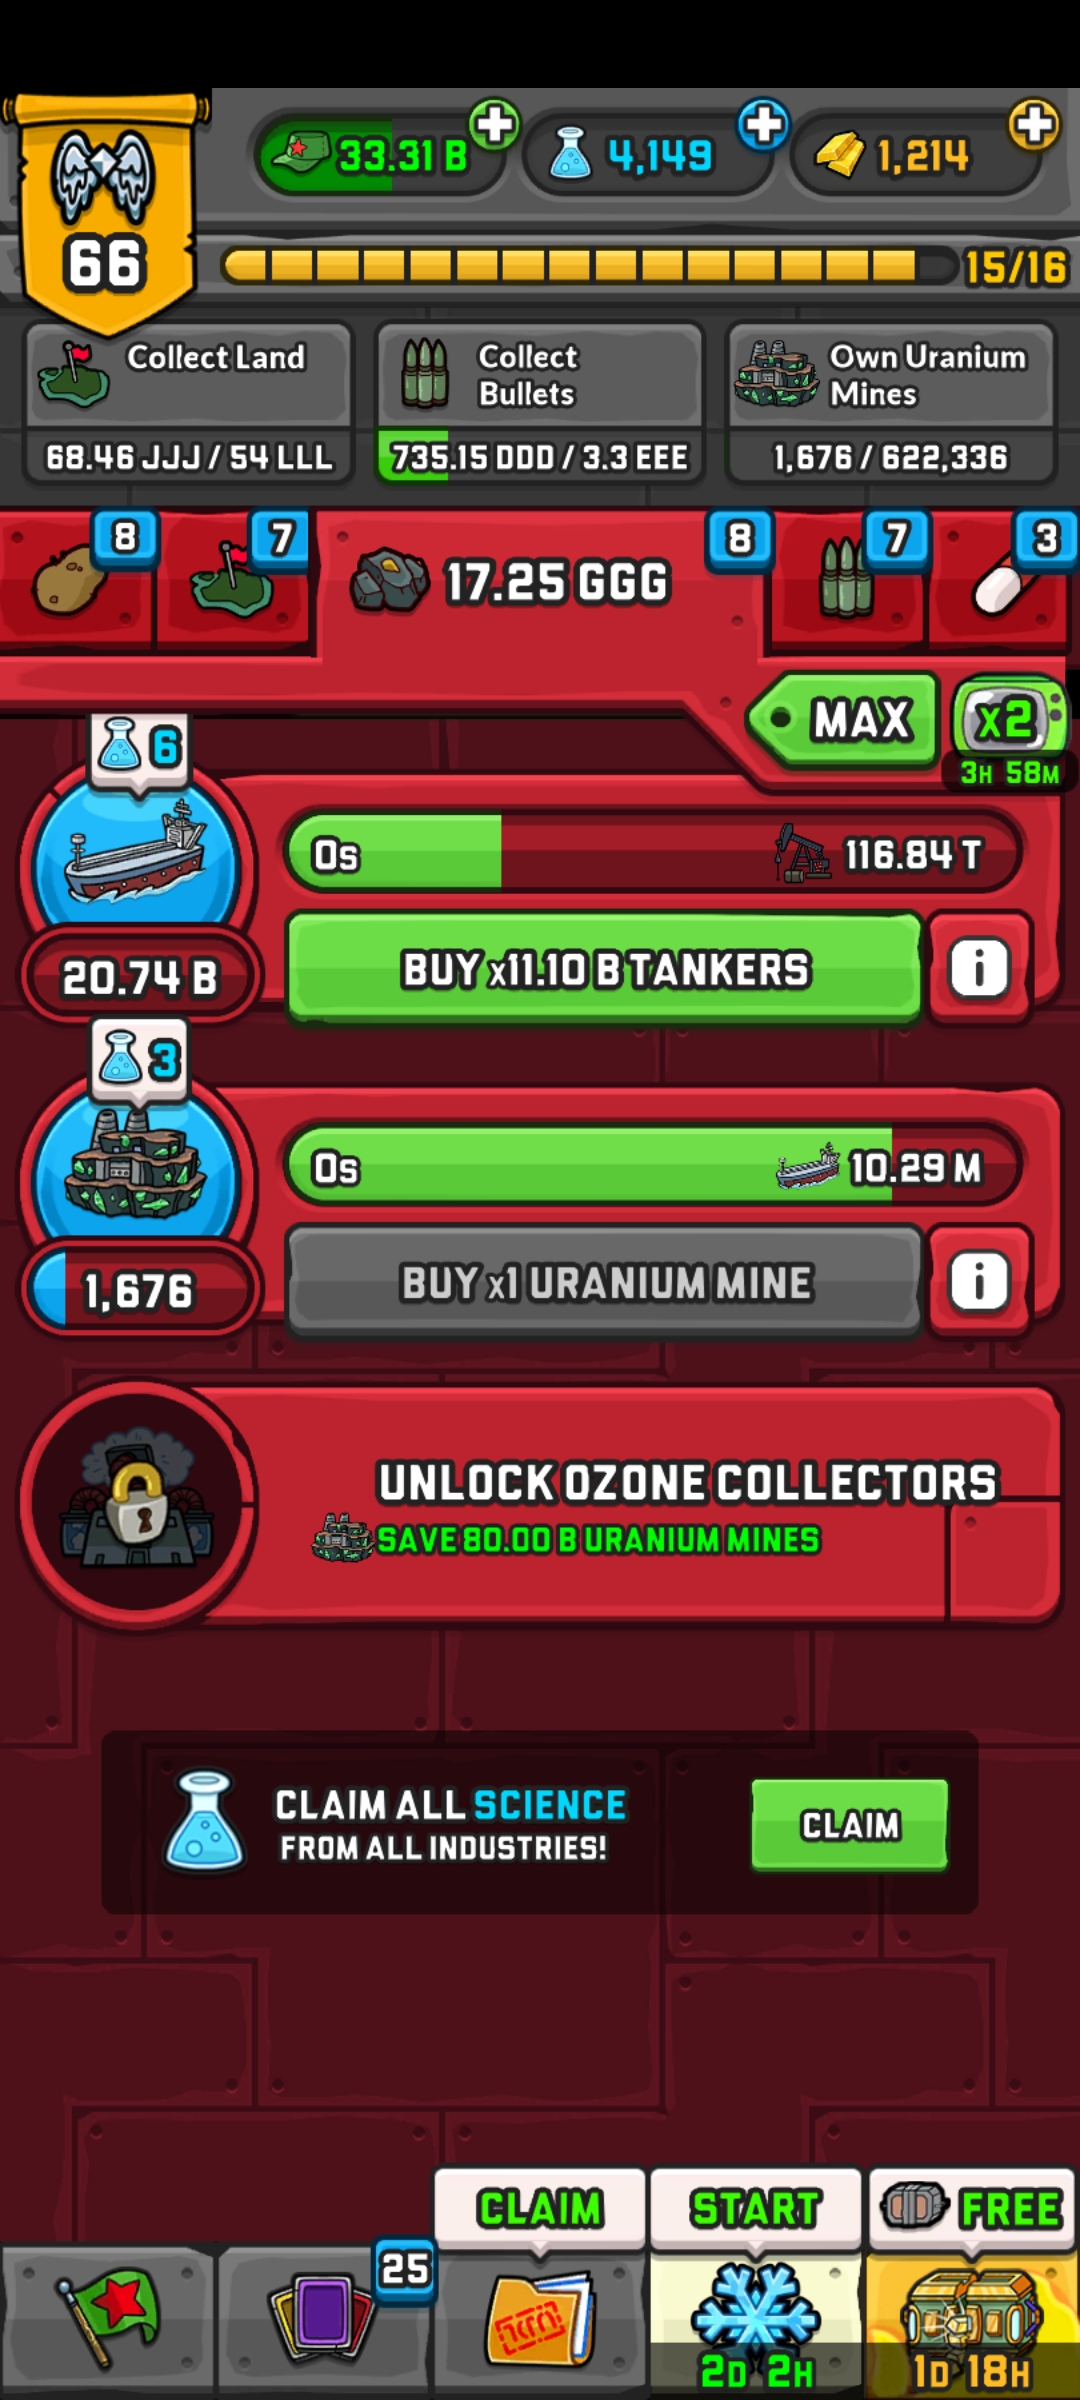 33.31 B
4,149
1,214
66
15/16
Collect Land
68.46 JJJ / 54 LLL
Collect
Bullets
735.15 DDD / 3.3 EEE
Own Uranium
Mines
1,676 / 622,336
8
7
17.25 GGG
8
7
3
MAX
x2
3H 58M
6
0s
116.84 T
20.74 B
BUY x11.10 B TANKERS
i
3
0s
10.29 M
1,676
BUY x1 URANIUM MINE
i
UNLOCK OZONE COLLECTORS
SAVE 80.00 B URANIUM MINES
CLAIM ALL SCIENCE
FROM ALL INDUSTRIES!
CLAIM
CLAIM
START
FREE
25
2D 2H
1D 18H